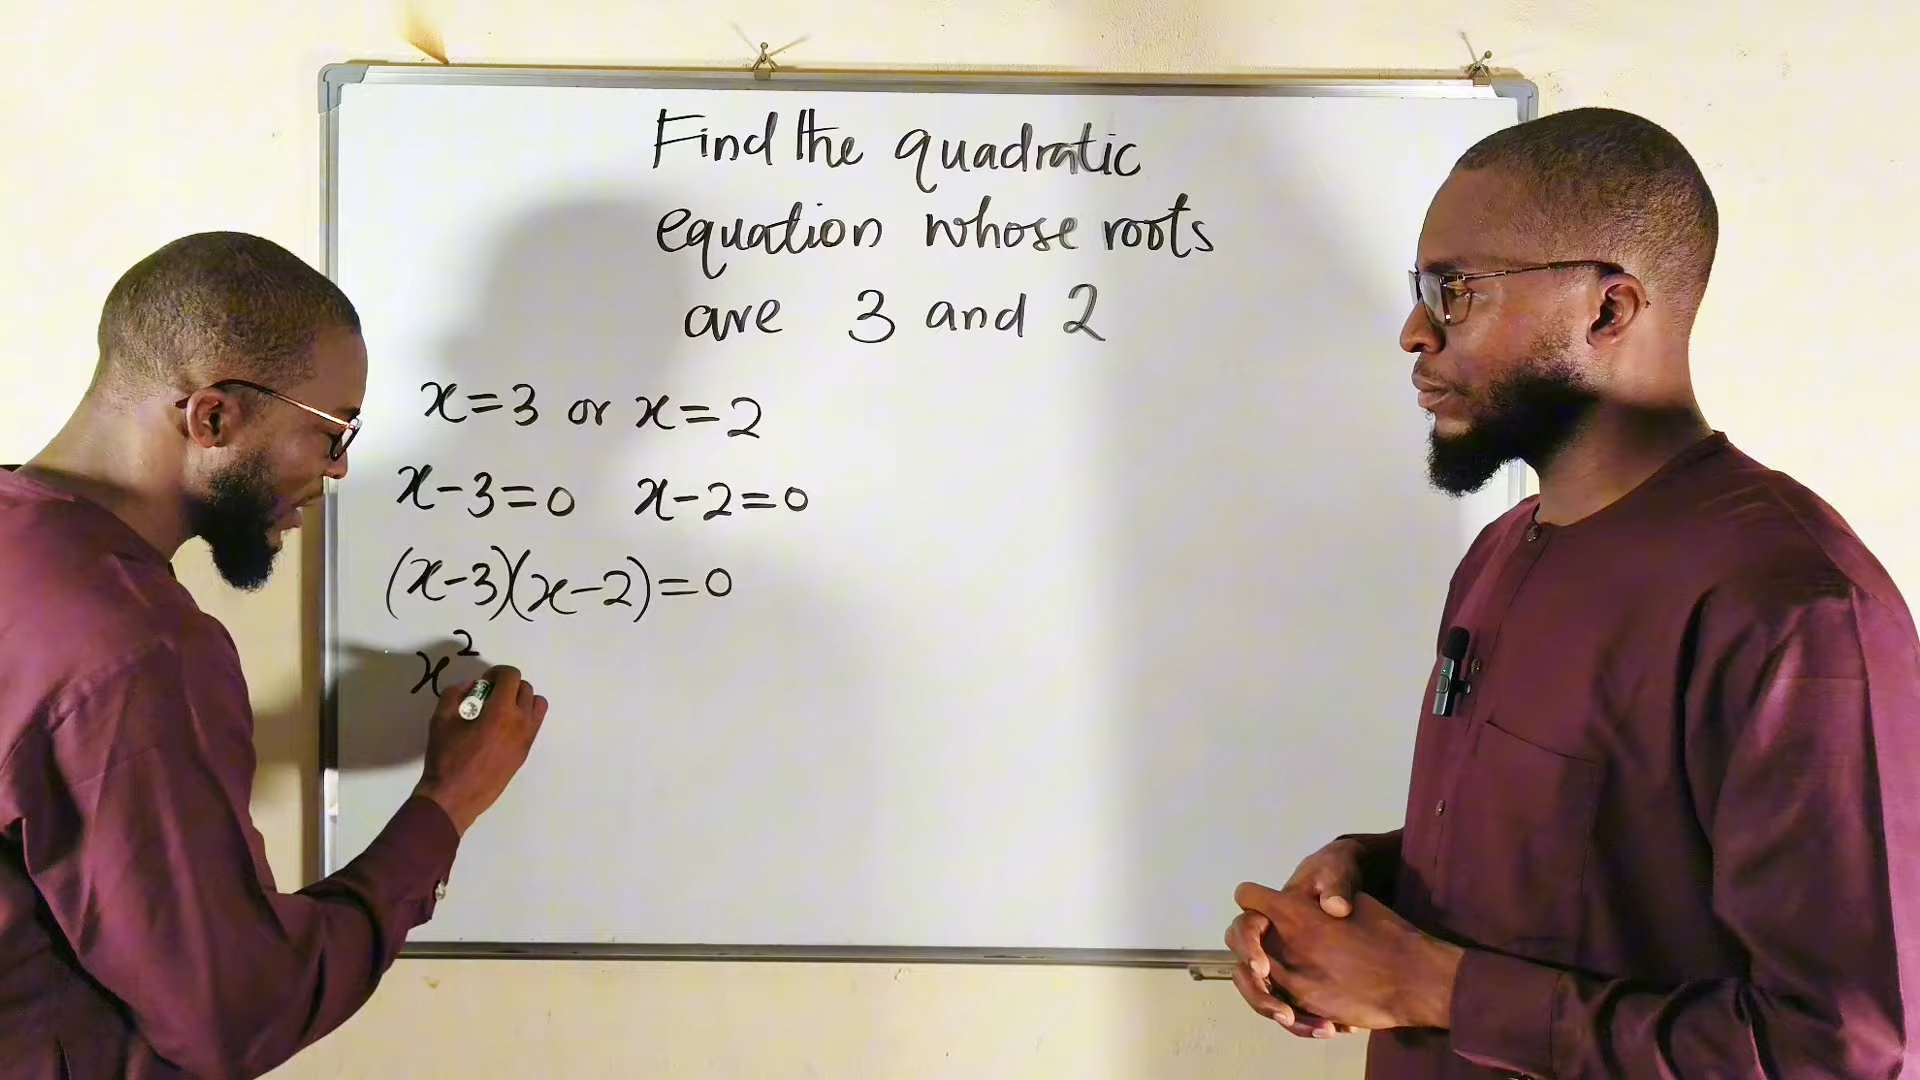 Find the quadratic
equation whose roots
are 3 and 2
x=3 or x=2
x-3=0 x-2=0
(x-3)(x-2)=0
x²